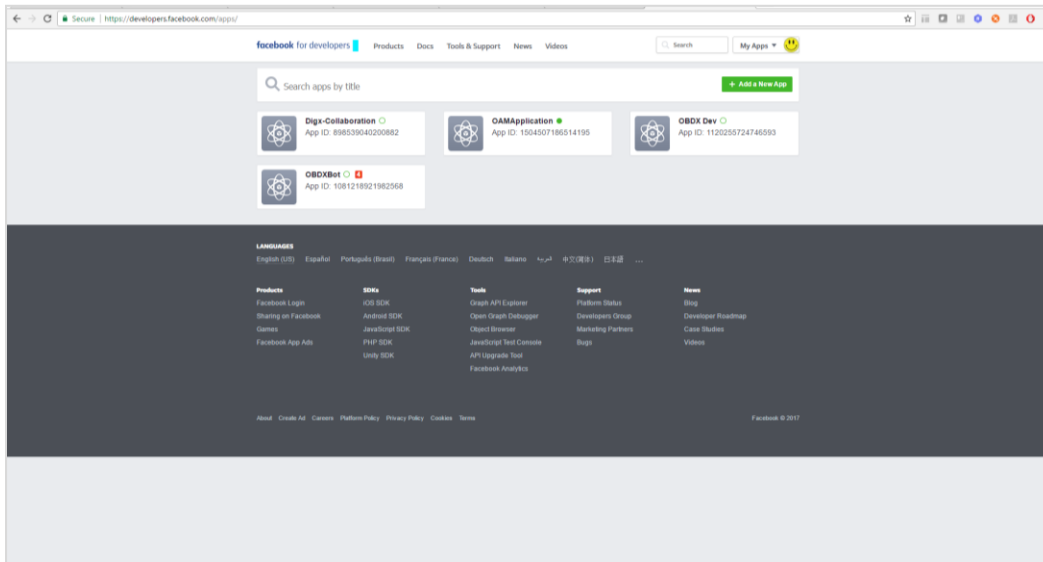 Secure | https://developers.facebook.com/apps/
facebook for developers Products Docs Tools & Support News Videos Search My Apps
Search apps by title + Add a New App
Digx-Collaboration
App ID: 898539040200882
OAMApplication
App ID: 1504507186514195
OBDX Dev
App ID: 1120255724746593
OBDXBot 4
App ID: 1081218921982568
LANGUAGES
English (US) Español Português (Brasil) Français (France) Deutsch Italiano العربية 中文(简体) 日本語 ...
Products
Facebook Login
Sharing on Facebook
Games
Facebook App Ads
SDKs
iOS SDK
Android SDK
JavaScript SDK
PHP SDK
Unity SDK
Tools
Graph API Explorer
Open Graph Debugger
Object Browser
JavaScript Test Console
API Upgrade Tool
Facebook Analytics
Support
Platform Status
Developers Group
Marketing Partners
Bugs
News
Blog
Developer Roadmap
Case Studies
Videos
About Create Ad Careers Platform Policy Privacy Policy Cookies Terms Facebook © 2017